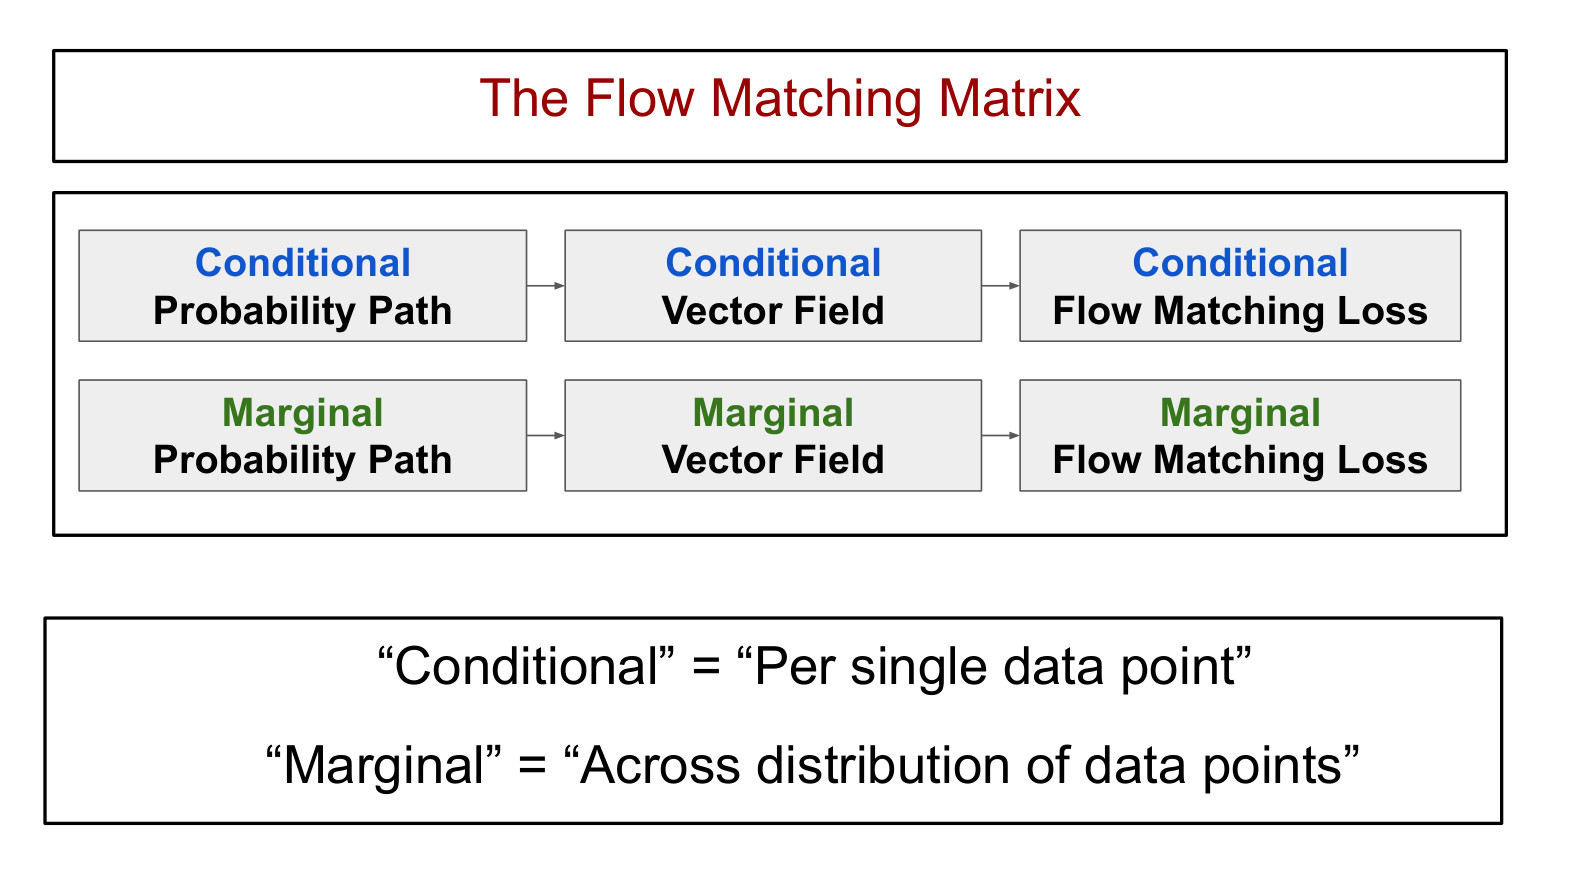 The Flow Matching Matrix
Conditional
Probability Path
Conditional
Vector Field
Conditional
Flow Matching Loss
Marginal
Probability Path
Marginal
Vector Field
Marginal
Flow Matching Loss
“Conditional” = “Per single data point”
“Marginal” = “Across distribution of data points”